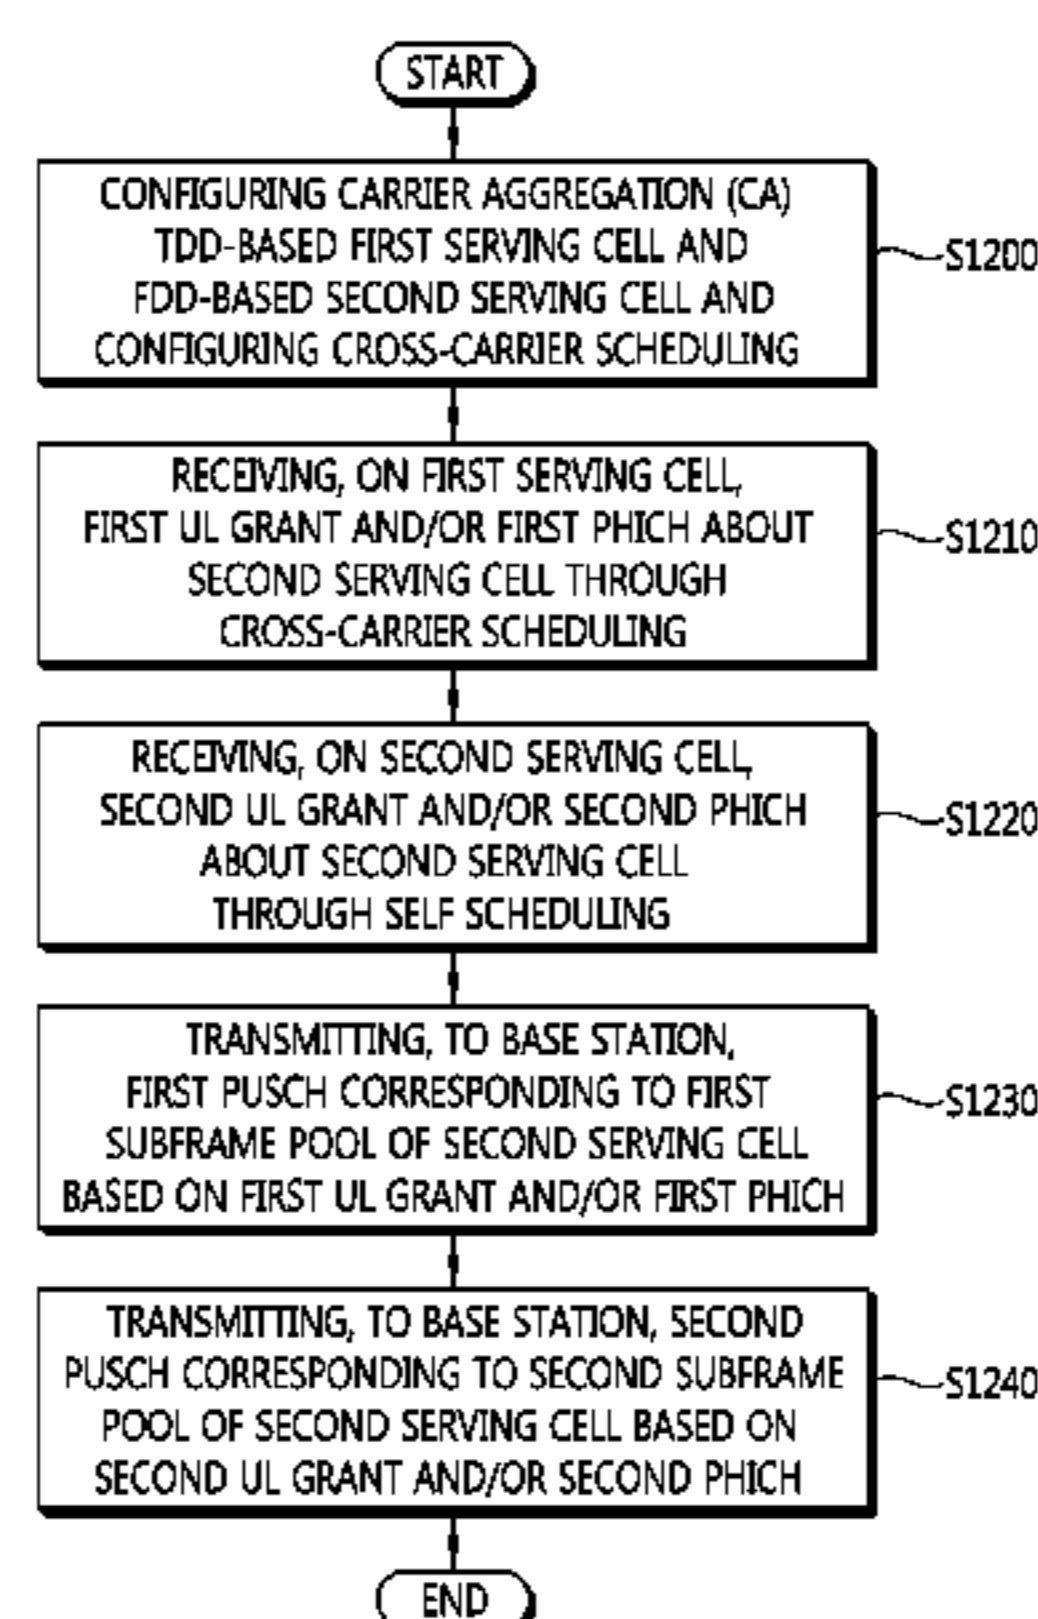 START
CONFIGURING CARRIER AGGREGATION (CA)
TDD-BASED FIRST SERVING CELL AND
FDD-BASED SECOND SERVING CELL AND
CONFIGURING CROSS-CARRIER SCHEDULING
S1200
RECEIVING, ON FIRST SERVING CELL,
FIRST UL GRANT AND/OR FIRST PHICH ABOUT
SECOND SERVING CELL THROUGH
CROSS-CARRIER SCHEDULING
S1210
RECEIVING, ON SECOND SERVING CELL,
SECOND UL GRANT AND/OR SECOND PHICH
ABOUT SECOND SERVING CELL
THROUGH SELF SCHEDULING
S1220
TRANSMITTING, TO BASE STATION,
FIRST PUSCH CORRESPONDING TO FIRST
SUBFRAME POOL OF SECOND SERVING CELL
BASED ON FIRST UL GRANT AND/OR FIRST PHICH
S1230
TRANSMITTING, TO BASE STATION, SECOND
PUSCH CORRESPONDING TO SECOND SUBFRAME
POOL OF SECOND SERVING CELL BASED ON
SECOND UL GRANT AND/OR SECOND PHICH
S1240
END